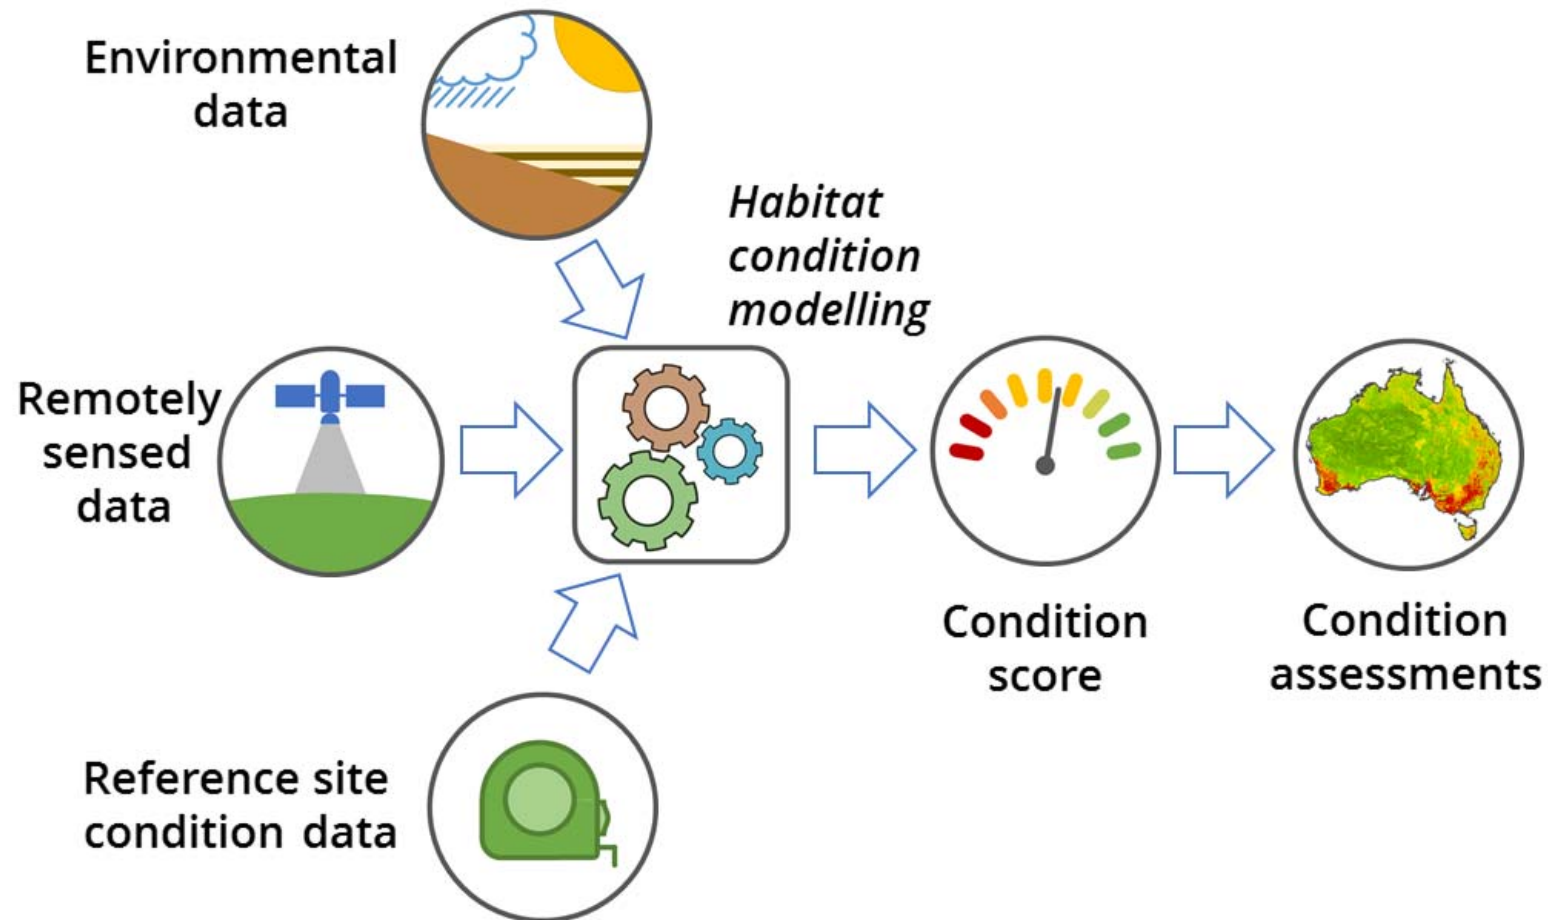 Environmental
data
Habitat
condition
modelling
Remotely
sensed
data
Condition
score
Condition
assessments
Reference site
condition data